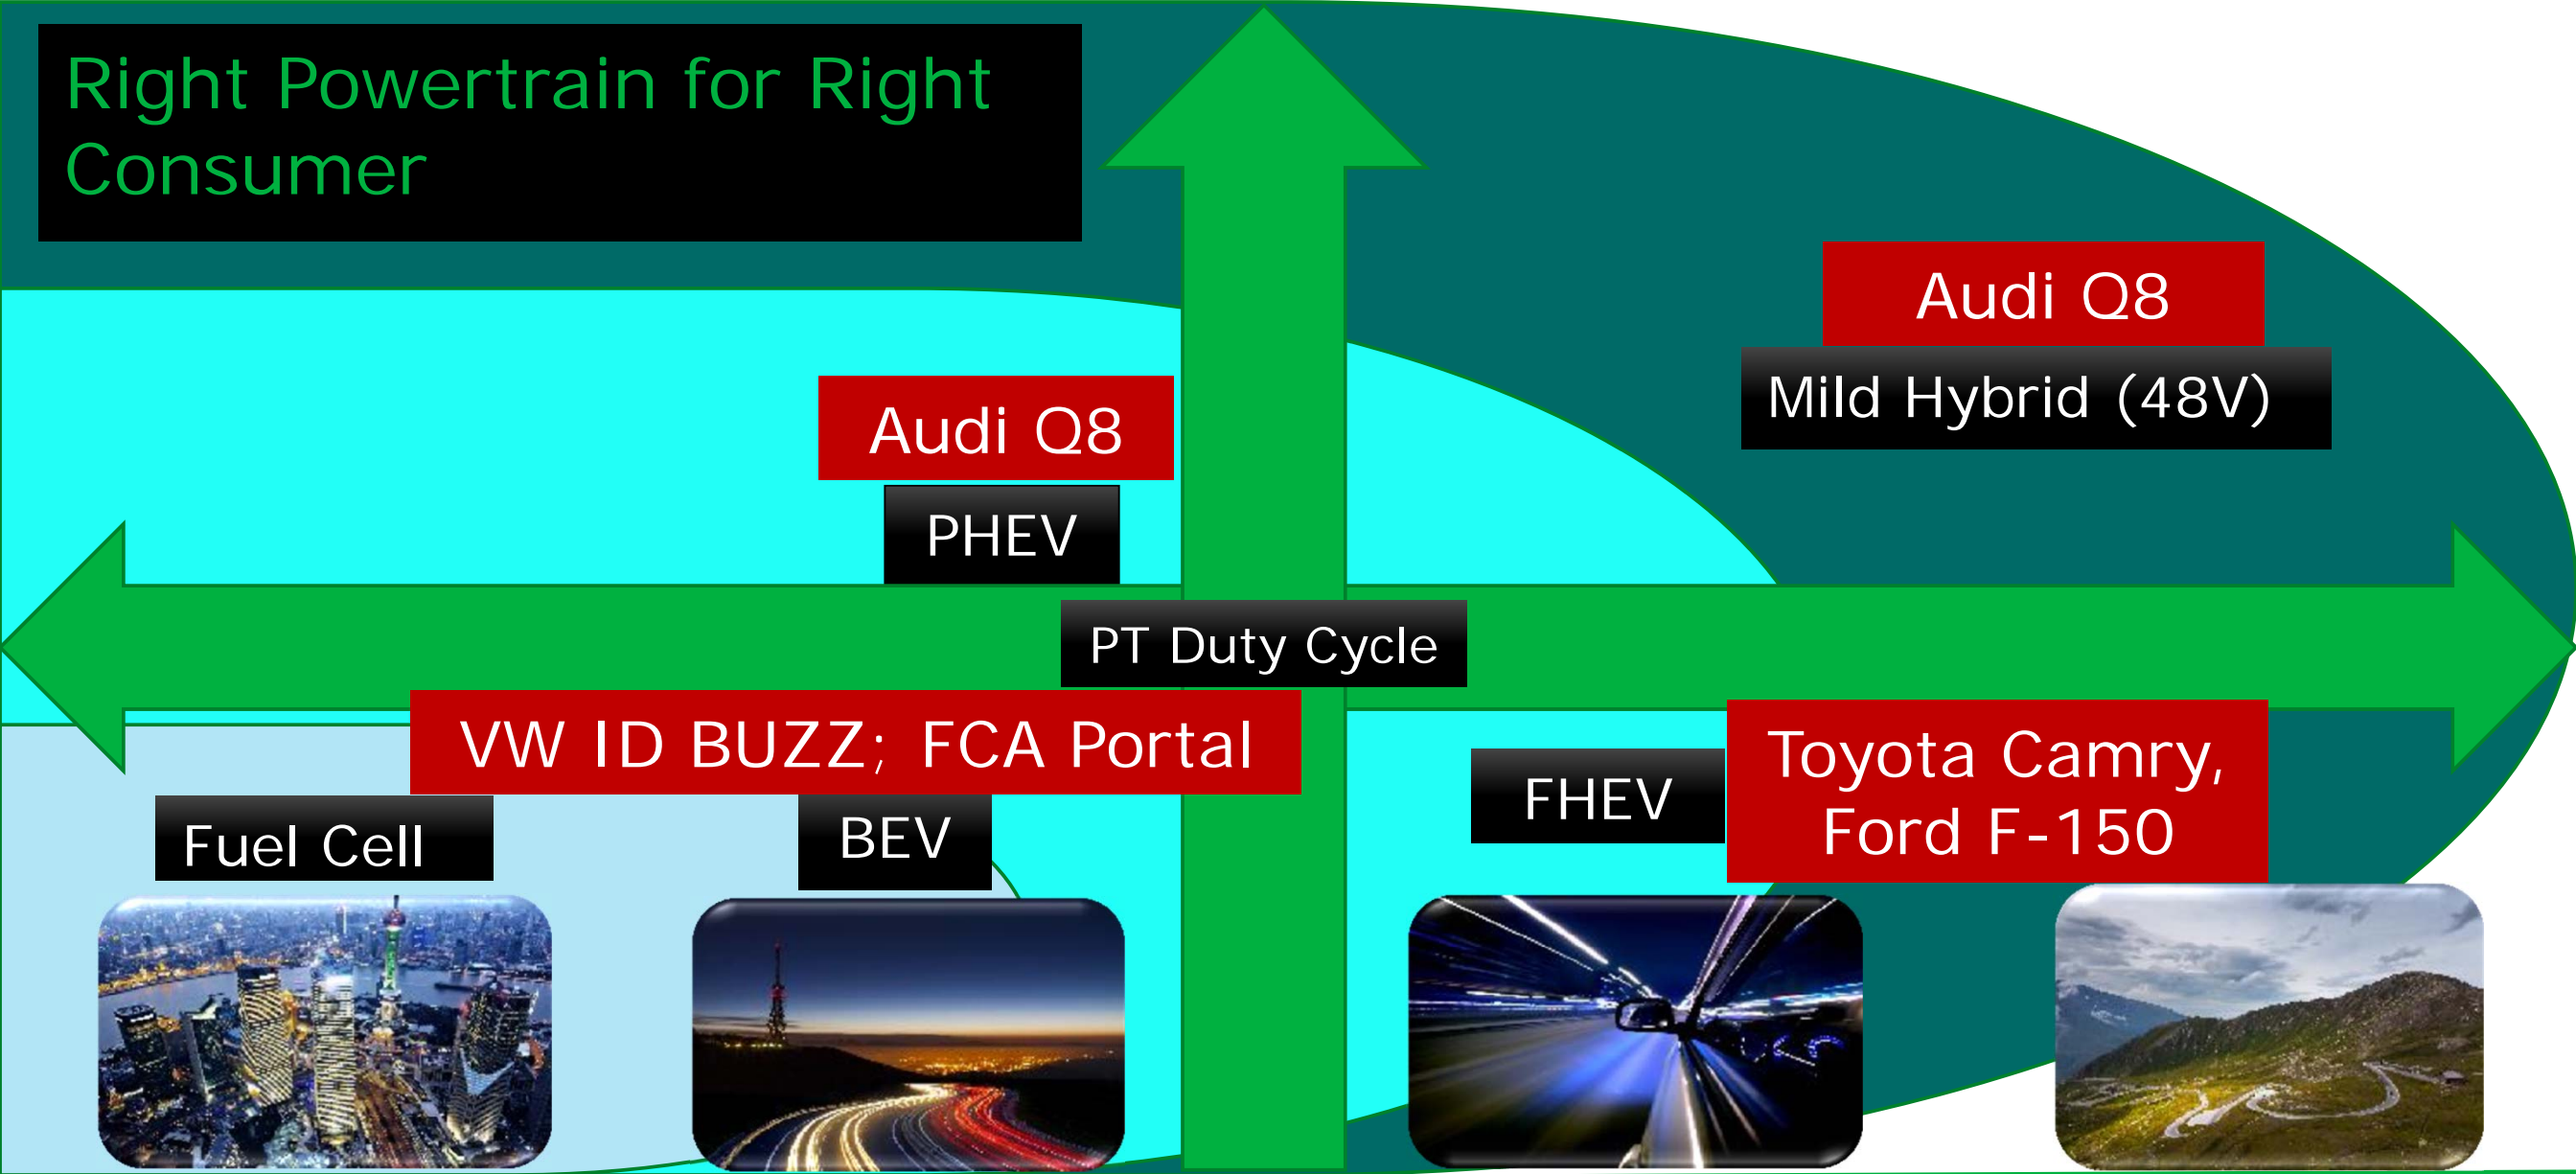 Right Powertrain for Right
Consumer
Audi Q8
Mild Hybrid (48V)
Audi Q8
PHEV
PT Duty Cycle
VW ID BUZZ; FCA Portal
Fuel Cell
BEV
FHEV
Toyota Camry,
Ford F-150